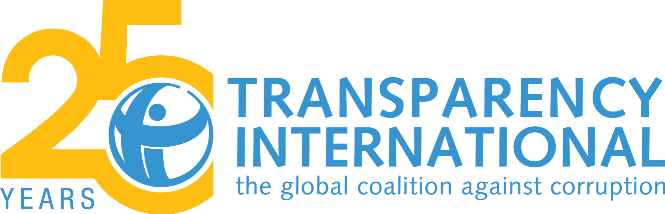 25
YEARS
TRANSPARENCY
INTERNATIONAL
the global coalition against corruption